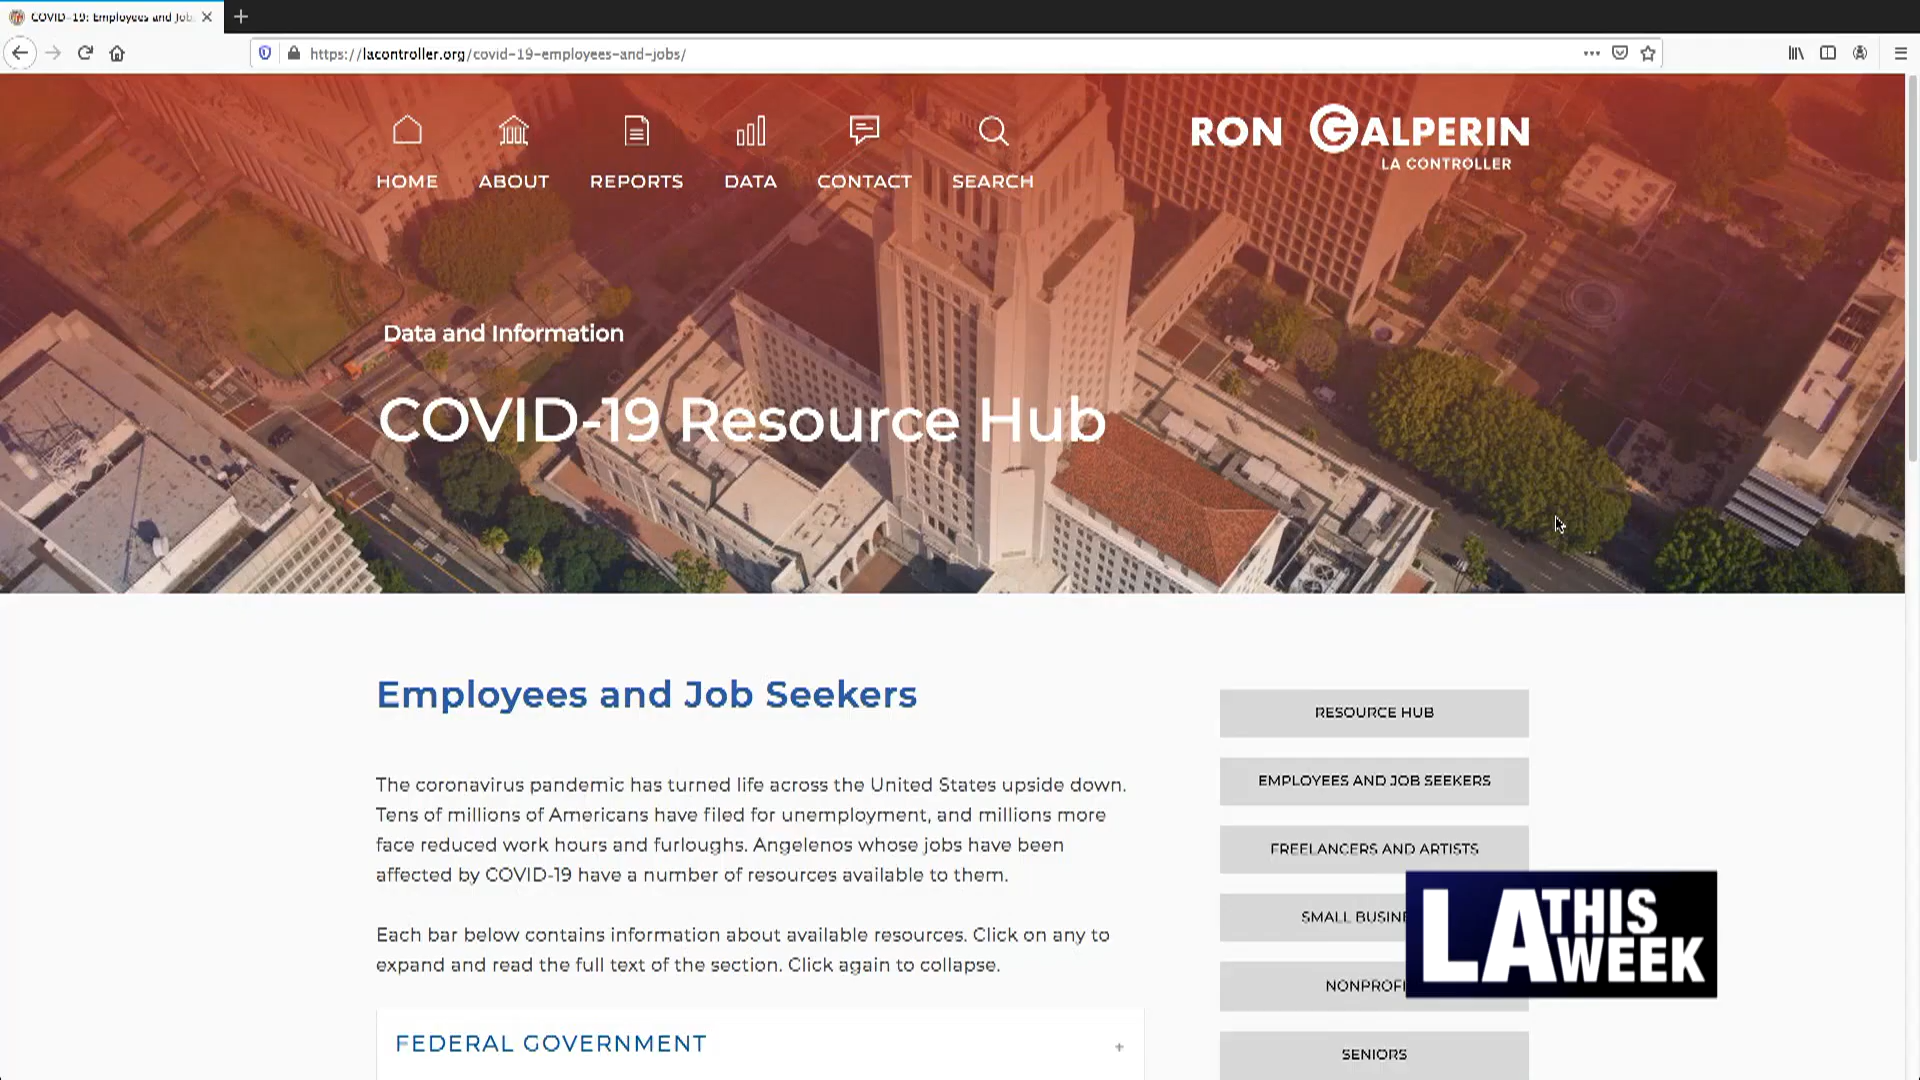 COVID-19: Employees and Job
https://lacontroller.org/covid-19-employees-and-jobs/
HOME
ABOUT
REPORTS
DATA
CONTACT
SEARCH
RON GALPERIN
LA CONTROLLER
Data and Information
COVID-19 Resource Hub
Employees and Job Seekers
The coronavirus pandemic has turned life across the United States upside down.
Tens of millions of Americans have filed for unemployment, and millions more
face reduced work hours and furloughs. Angelenos whose jobs have been
affected by COVID-19 have a number of resources available to them.
Each bar below contains information about available resources. Click on any to
expand and read the full text of the section. Click again to collapse.
FEDERAL GOVERNMENT +
RESOURCE HUB
EMPLOYEES AND JOB SEEKERS
FREELANCERS AND ARTISTS
SMALL BUSINE
NONPROFI
SENIORS
LA THIS WEEK